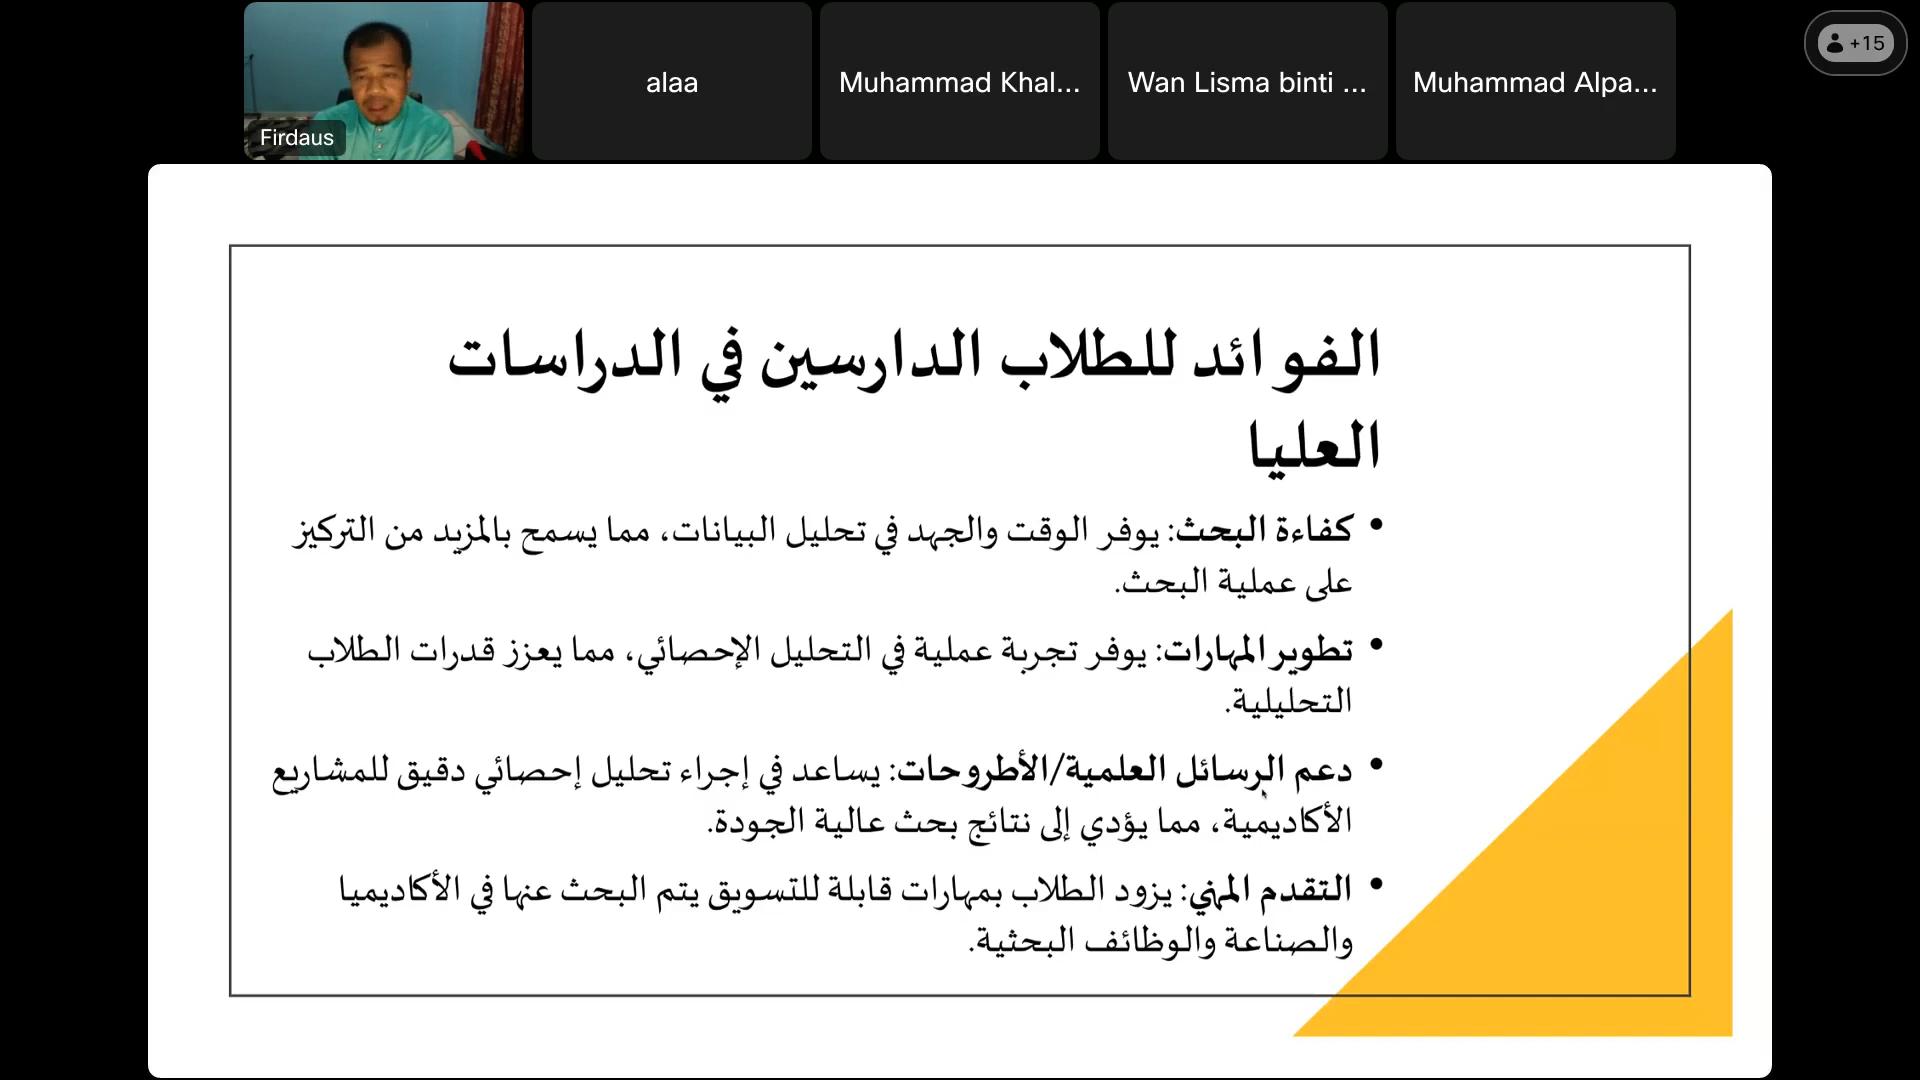 Firdaus
alaa
Muhammad Khal...
Wan Lisma binti ...
Muhammad Alpa...
+15
الفوائد للطلاب الدارسين في الدراسات
العليا
• كفاءة البحث: يوفر الوقت والجهد في تحليل البيانات، مما يسمح بالمزيد من التركيز
على عملية البحث.
• تطوير المهارات: يوفر تجربة عملية في التحليل الإحصائي، مما يعزز قدرات الطلاب
التحليلية.
• دعم الرسائل العلمية/الأطروحات: يساعد في إجراء تحليل إحصائي دقيق للمشاريع
الأكاديمية، مما يؤدي إلى نتائج بحث عالية الجودة.
• التقدم المهني: يزود الطلاب بمهارات قابلة للتسويق يتم البحث عنها في الأكاديميا
والصناعة والوظائف البحثية.